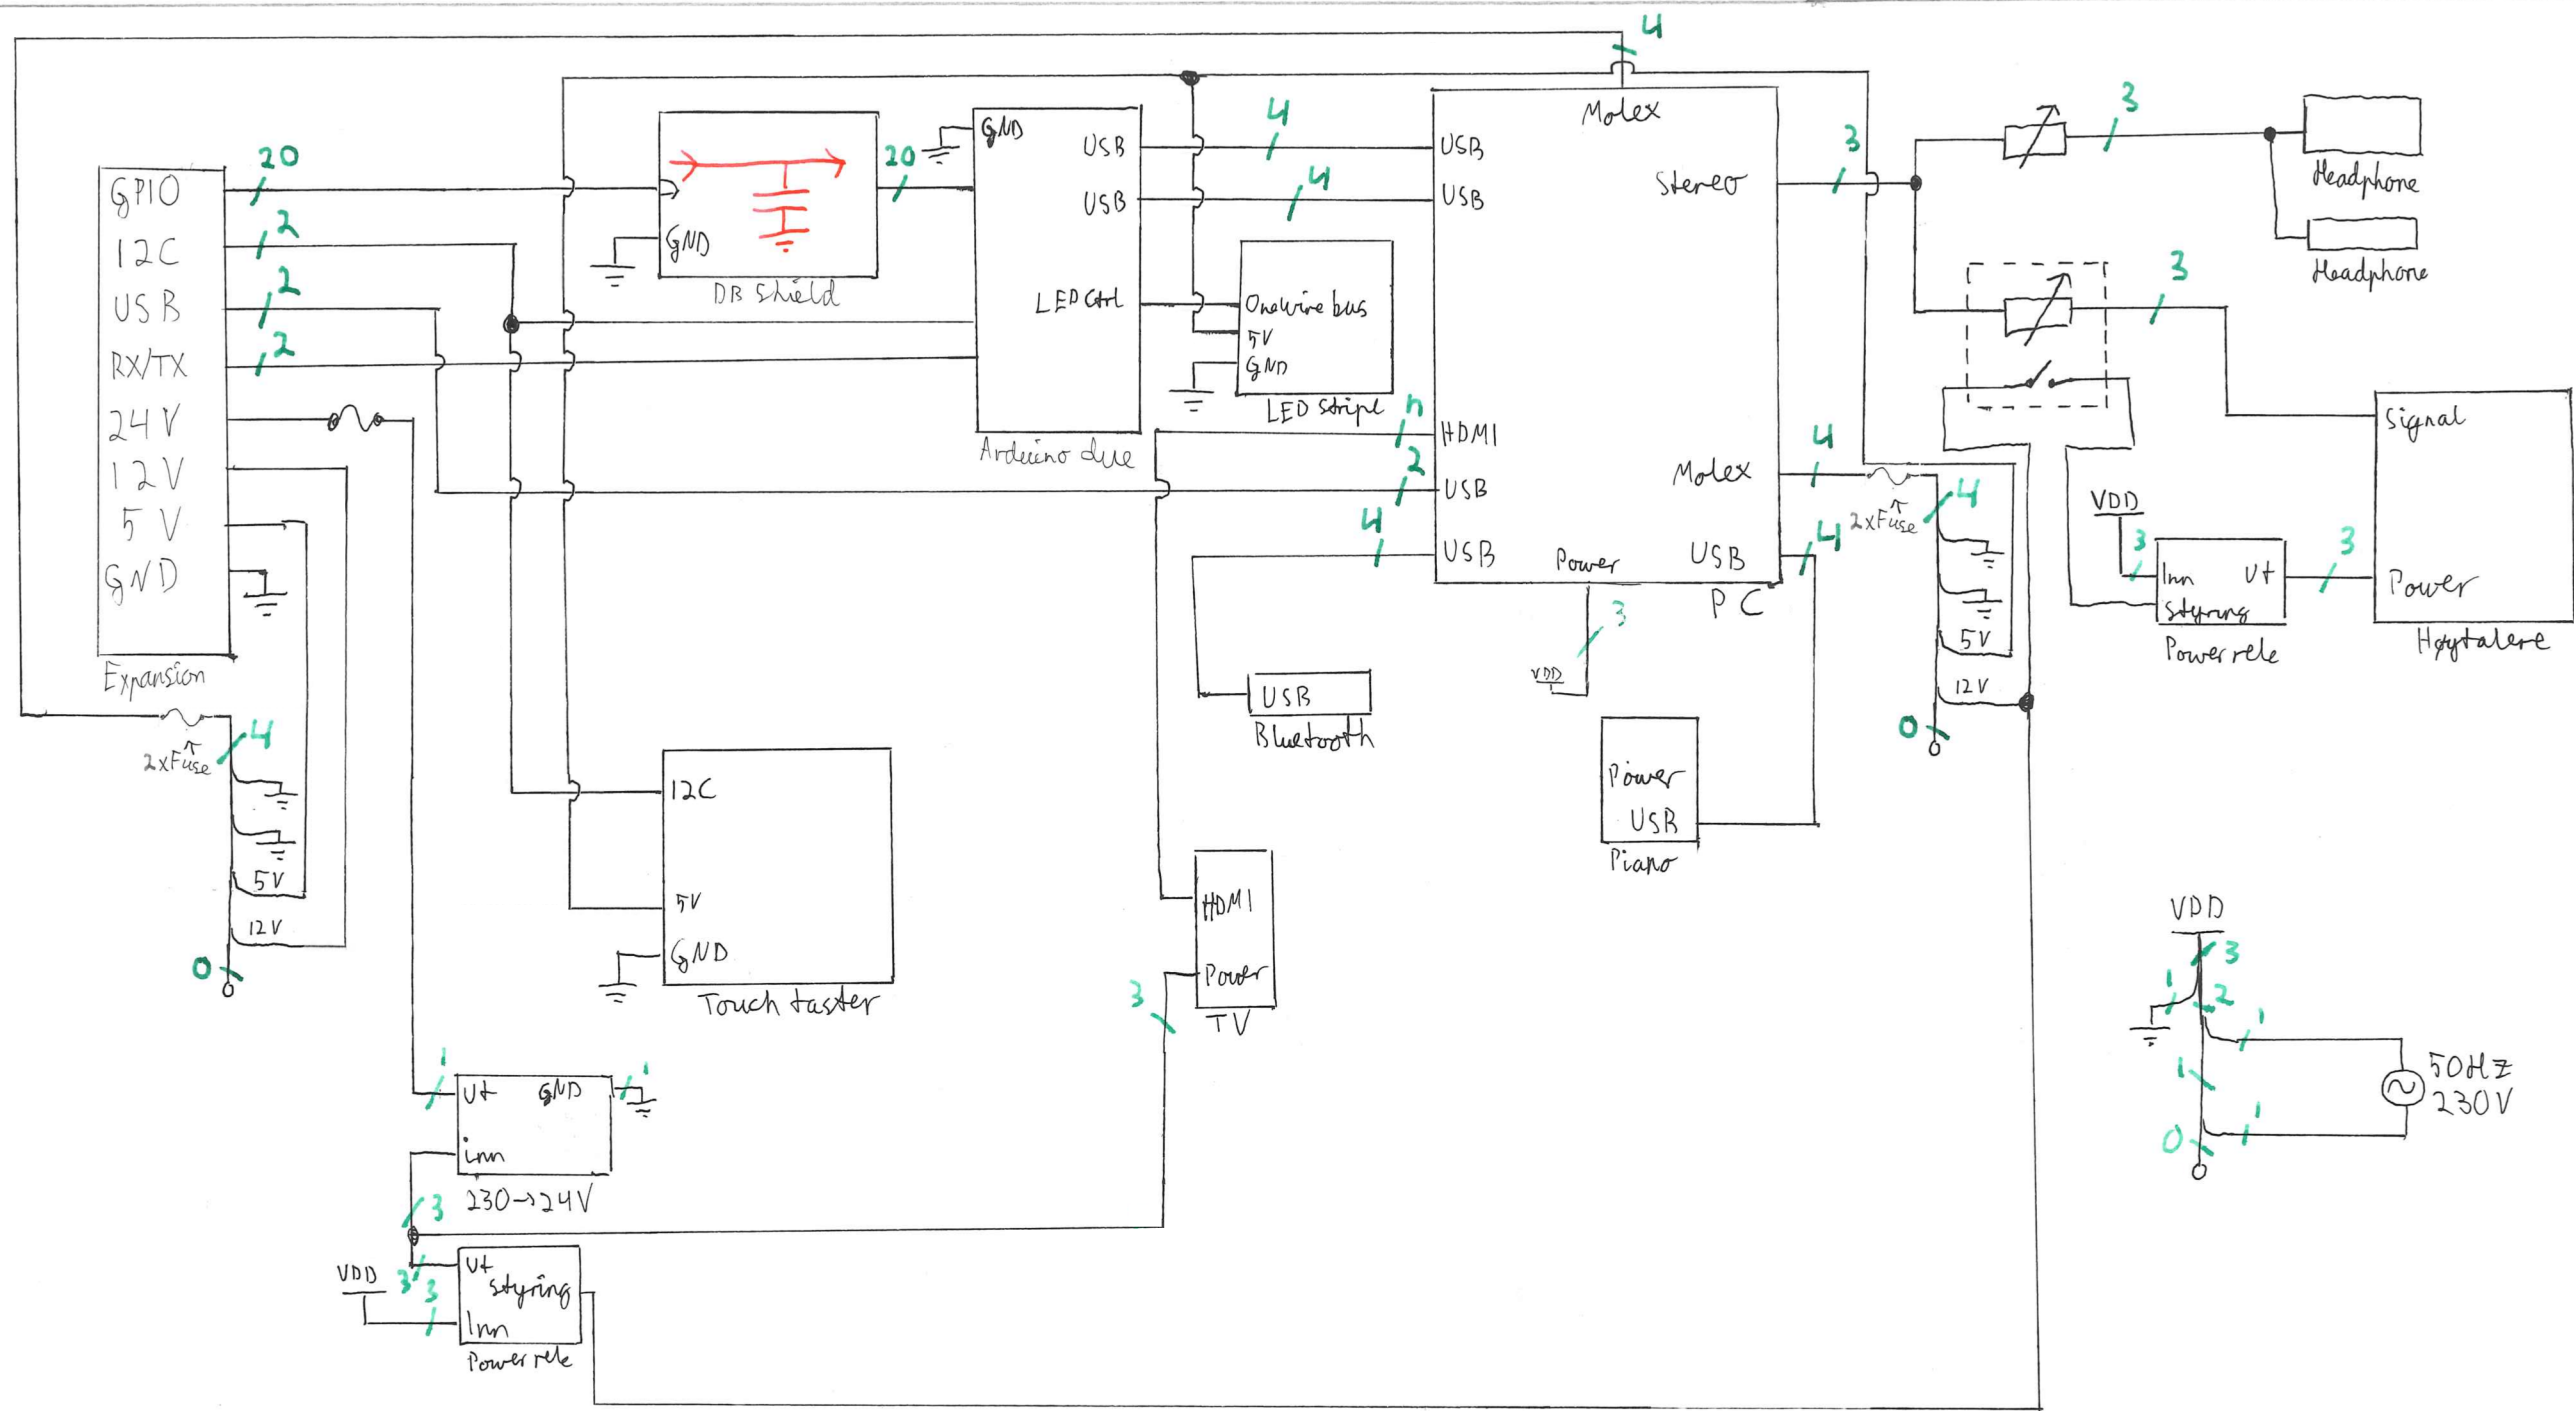 4
Molex
GND
USB
USB
4
4
USB
USB
Stereo
3
3
Headphone
Headphone
GPIO
20
I2C
2
USB
2
RX/TX
2
24V
12V
5V
GND
Expansion
20
GND
DB Shield
LED Ctrl
Arduino due
Onewire bus
5V
GND
LED Stripe
n
HDMI
2
USB
4
USB
Power
USB
PC
3
VDD
Molex
4
2xFuse
4
4
5V
12V
0
3
Signal
VDD
3
Inn
Ut
Styring
Power rele
3
Power
Høytalere
USB
Bluetooth
Power
USB
Piano
2xFuse
4
5V
12V
0
I2C
5V
GND
Touch taster
HDMI
Power
TV
3
1
Ut
GND
1
inn
230→24V
3
3
VDD
3
Ut
Styring
Inn
Power rele
VDD
3
1
2
1
1
1
0
50Hz
230V